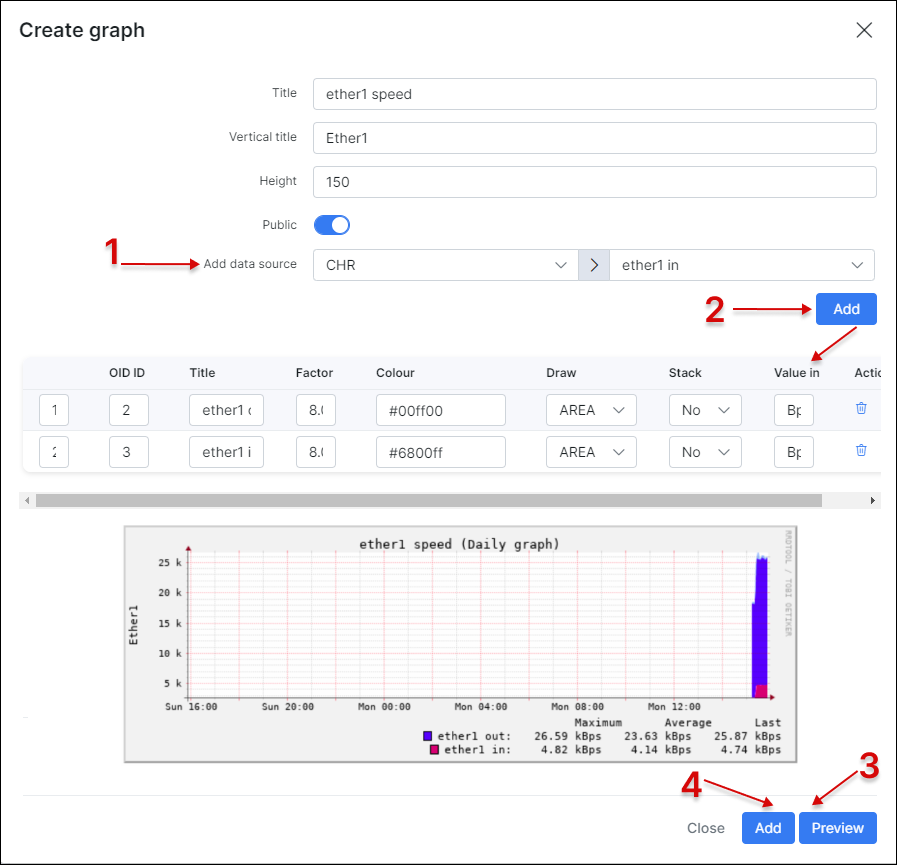 Create graph
Title
ether1 speed
Vertical title
Ether1
Height
150
Public
1
Add data source
CHR
ether1 in
2
Add
OID ID Title Factor Colour Draw Stack Value in Actic
1 2 ether1 o 8.0 #00ff00 AREA No Bp
2 3 ether1 i 8.0 #6800ff AREA No Bp
ether1 speed (Daily graph)
RRDTOOL / TOBI OETIKER
Ether1
25 k
20 k
15 k
10 k
5 k
Sun 16:00 Sun 20:00 Mon 00:00 Mon 04:00 Mon 08:00 Mon 12:00
Maximum Average Last
ether1 out: 26.59 kBps 23.63 kBps 25.87 kBps
ether1 in: 4.82 kBps 4.14 kBps 4.74 kBps
4
3
Close Add Preview